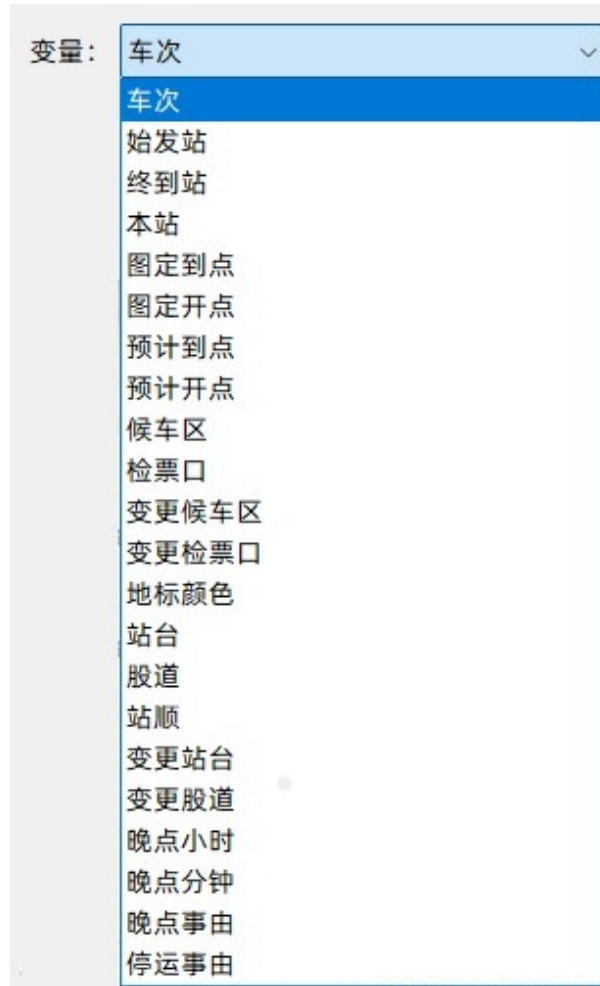 变量： 车次
车次
始发站
终到站
本站
图定到点
图定开点
预计到点
预计开点
候车区
检票口
变更候车区
变更检票口
地标颜色
站台
股道
站顺
变更站台
变更股道
晚点小时
晚点分钟
晚点事由
停运事由